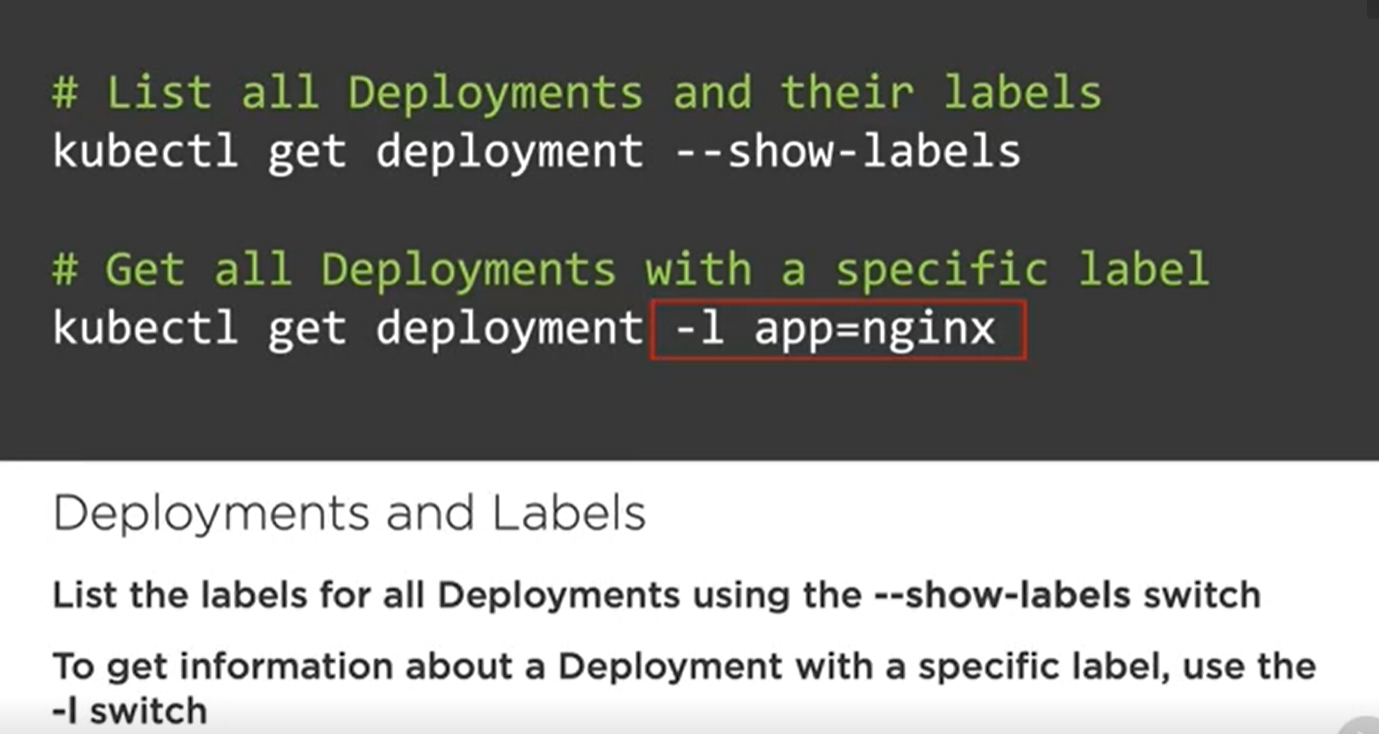 # List all Deployments and their labels
kubectl get deployment --show-labels
# Get all Deployments with a specific label
kubectl get deployment -l app=nginx
Deployments and Labels
List the labels for all Deployments using the --show-labels switch
To get information about a Deployment with a specific label, use the
-l switch